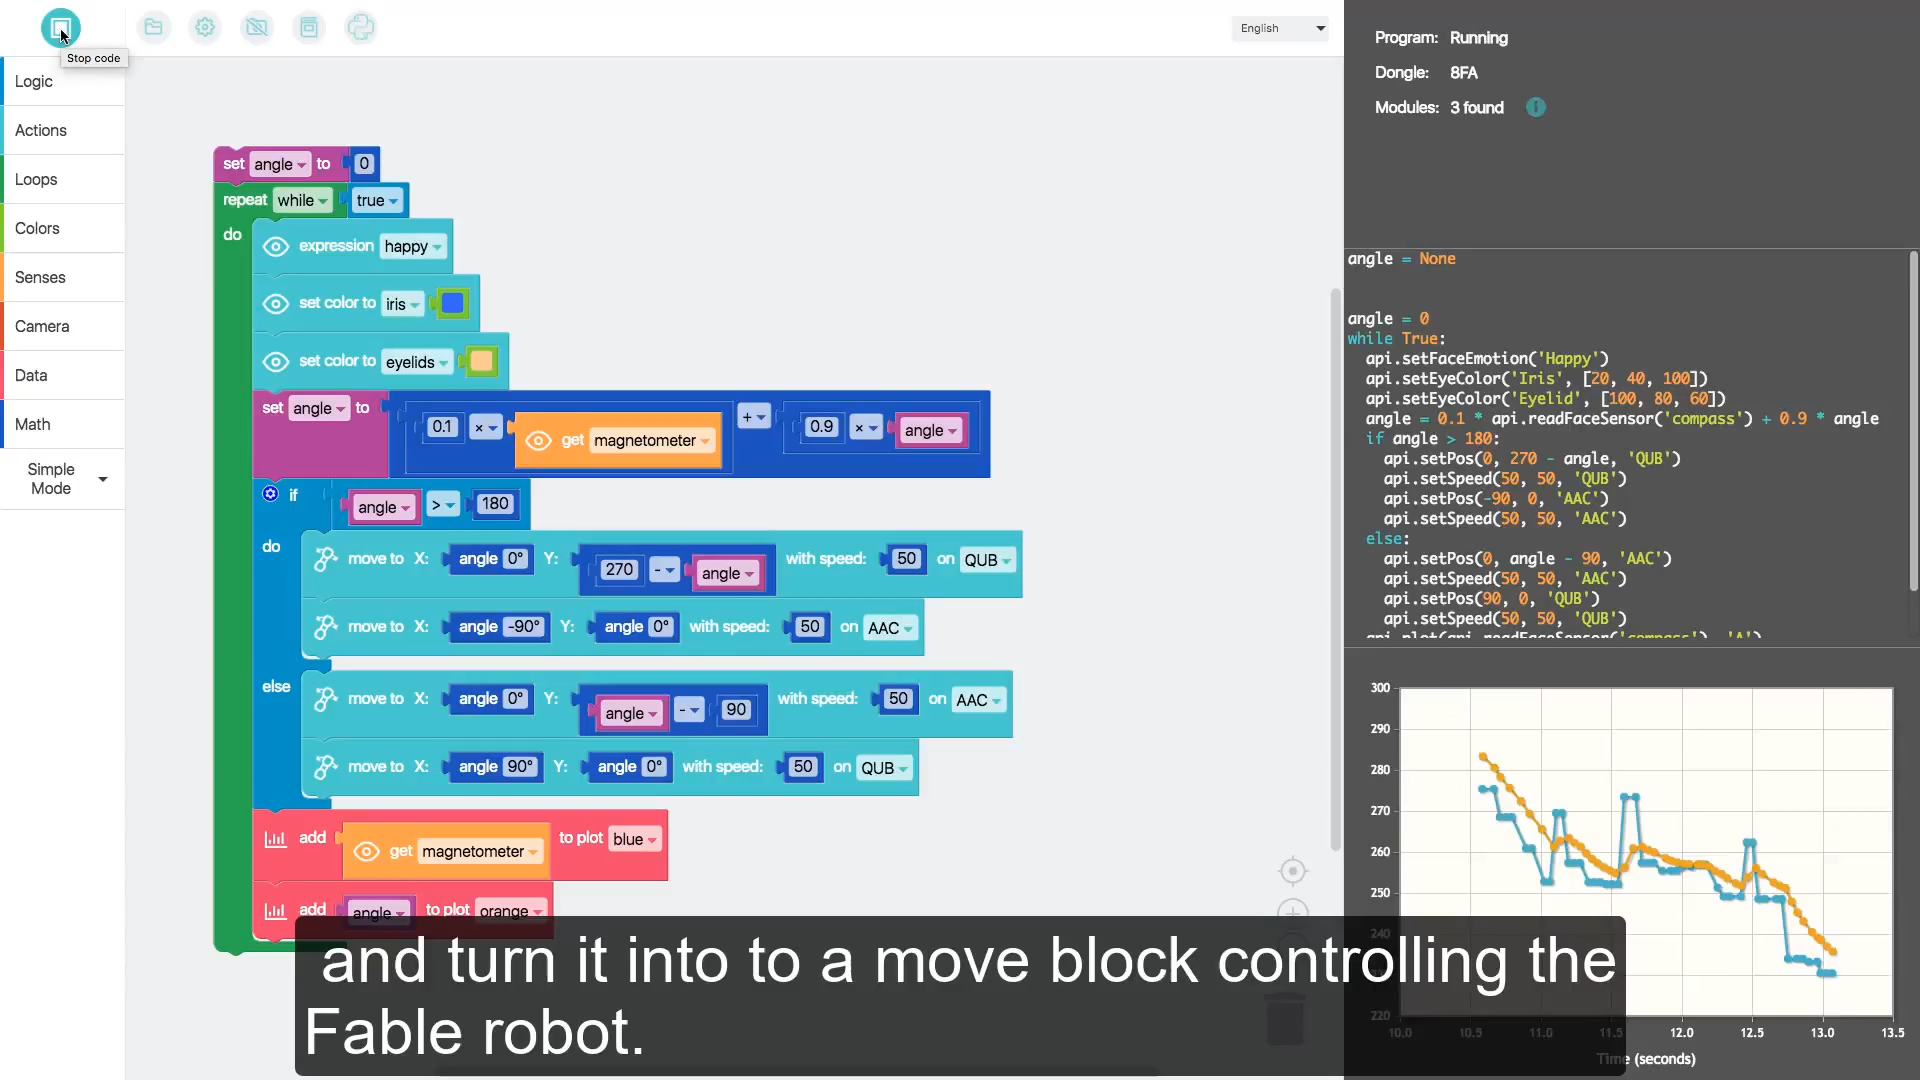 English
Stop code
Logic
Actions
Loops
Colors
Senses
Camera
Data
Math
Simple
Mode
set angle to 0
repeat while true
do
expression happy
set color to iris
set color to eyelids
set angle to 0.1 × get magnetometer + 0.9 × angle
if angle > 180
do move to X: angle 0° Y: 270 - angle with speed: 50 on QUB
move to X: angle -90° Y: angle 0° with speed: 50 on AAC
else move to X: angle 0° Y: angle - 90 with speed: 50 on AAC
move to X: angle 90° Y: angle 0° with speed: 50 on QUB
add get magnetometer to plot blue
add angle to plot orange
and turn it into to a move block controlling the
Fable robot.
Program: Running
Dongle: 8FA
Modules: 3 found
angle = None
angle = 0
while True:
api.setFaceEmotion('Happy')
api.setEyeColor('Iris', [20, 40, 100])
api.setEyeColor('Eyelid', [100, 80, 60])
angle = 0.1 * api.readFaceSensor('compass') + 0.9 * angle
if angle > 180:
api.setPos(0, 270 - angle, 'QUB')
api.setSpeed(50, 50, 'QUB')
api.setPos(-90, 0, 'AAC')
api.setSpeed(50, 50, 'AAC')
else:
api.setPos(0, angle - 90, 'AAC')
api.setSpeed(50, 50, 'AAC')
api.setPos(90, 0, 'QUB')
api.setSpeed(50, 50, 'QUB')
api.plot(api.readFaceSensor('compass'), 'A')
300
290
280
270
260
250
240
220
10.0 10.5 11.0 11.5 12.0 12.5 13.0 13.5
Time (seconds)